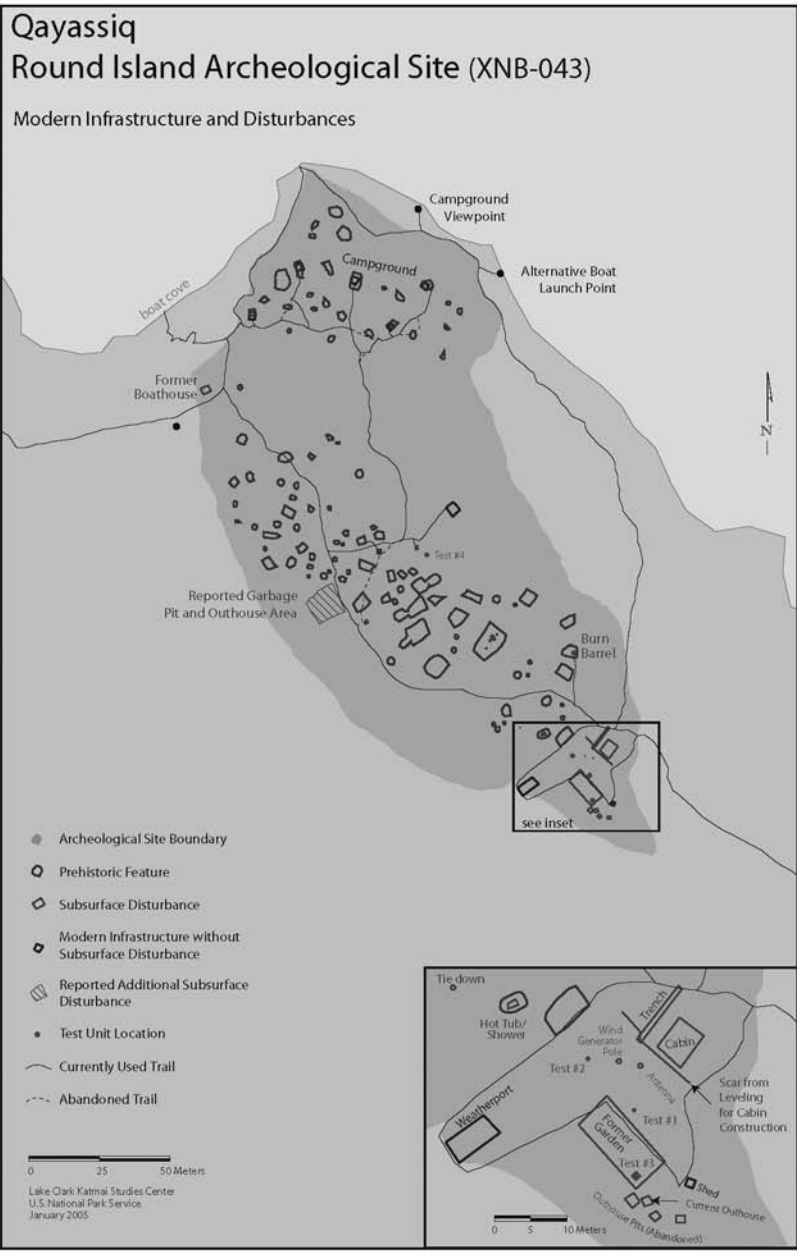 Qayassiq
Round Island Archeological Site (XNB-043)
Modern Infrastructure and Disturbances
Campground
Viewpoint
Campground
Alternative Boat
Launch Point
boat cove
Former
Boathouse
N
Test #4
Reported Garbage
Pit and Outhouse Area
Burn
Barrel
see inset
Archeological Site Boundary
Prehistoric Feature
Subsurface Disturbance
Modern Infrastructure without
Subsurface Disturbance
Reported Additional Subsurface
Disturbance
Test Unit Location
Currently Used Trail
Abandoned Trail
0 25 50 Meters
Lake Clark Katmai Studies Center
U.S. National Park Service
January 2005
Tie down
Hot Tub/
Shower
Trench
Wind
Generator
Pole
Cabin
Test #2
Antenna
Scar from
Leveling
for Cabin
Construction
Weatherport
Test #1
Former
Garden
Test #3
Shed
Current Outhouse
Outhouse Pits (Abandoned)
0 5 10 Meters